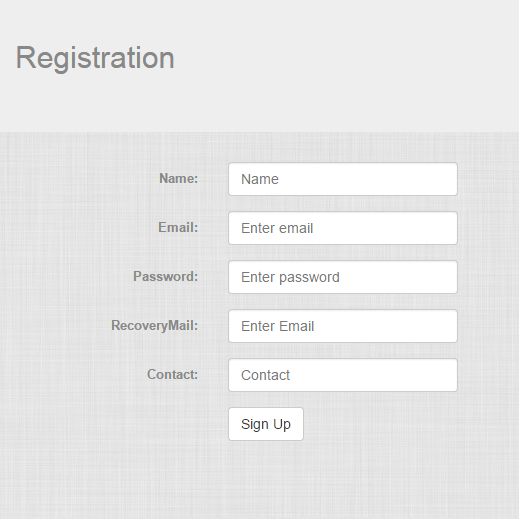 Registration
Name: Name
Email: Enter email
Password: Enter password
RecoveryMail: Enter Email
Contact: Contact
Sign Up